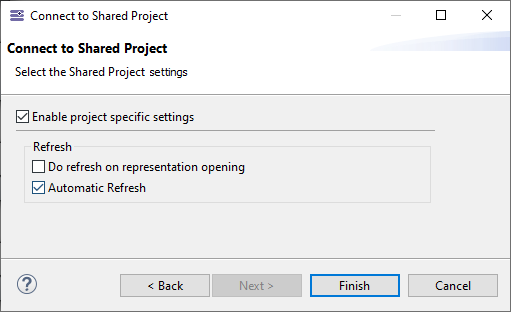 Connect to Shared Project
Connect to Shared Project
Select the Shared Project settings
Enable project specific settings
Refresh
Do refresh on representation opening
Automatic Refresh
?
< Back
Next >
Finish
Cancel